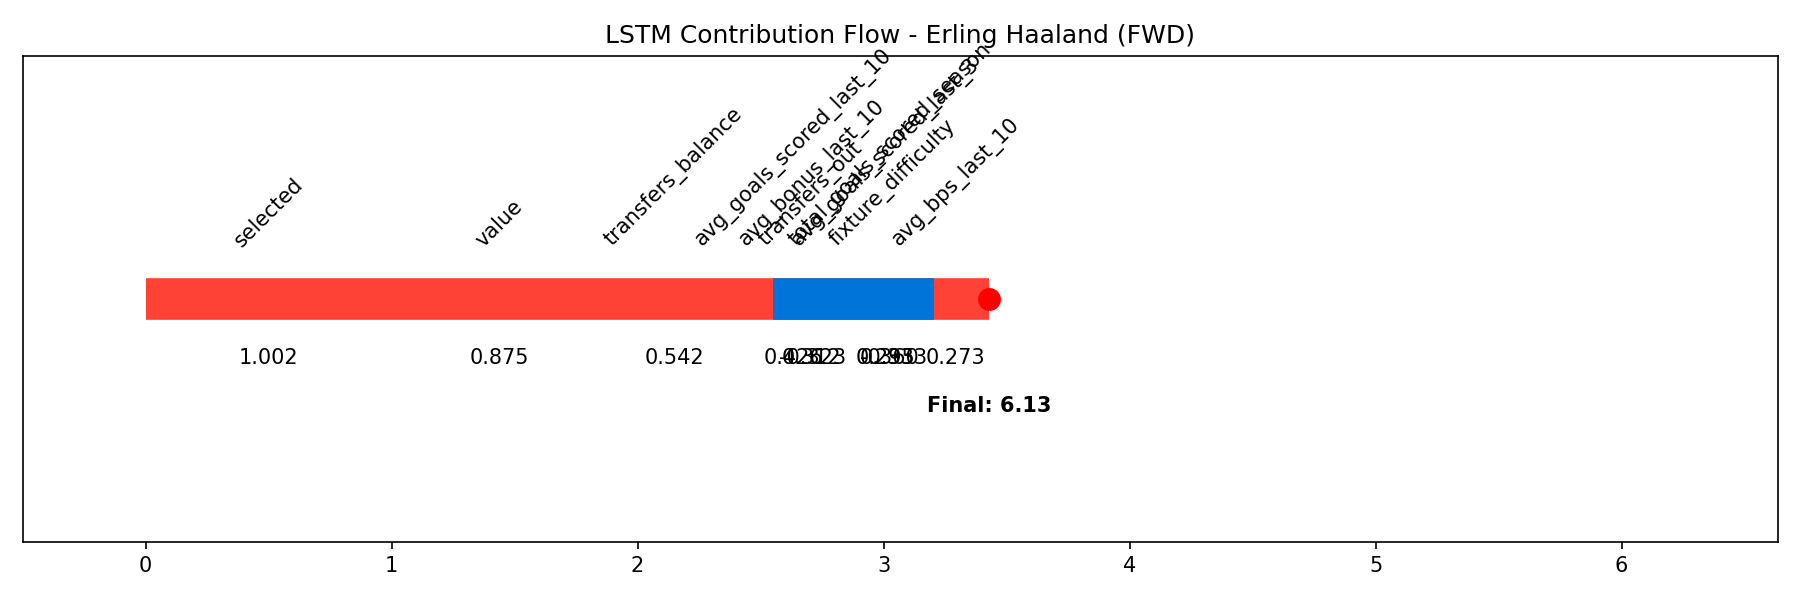 LSTM Contribution Flow - Erling Haaland (FWD)
selected
value
transfers_balance
avg_goals_scored_last_10
avg_bonus_last_10
transfers_out
fixture_difficulty
avg_bps_last_10
1.002
0.875
0.542
0.273
Final: 6.13
0
1
2
3
4
5
6